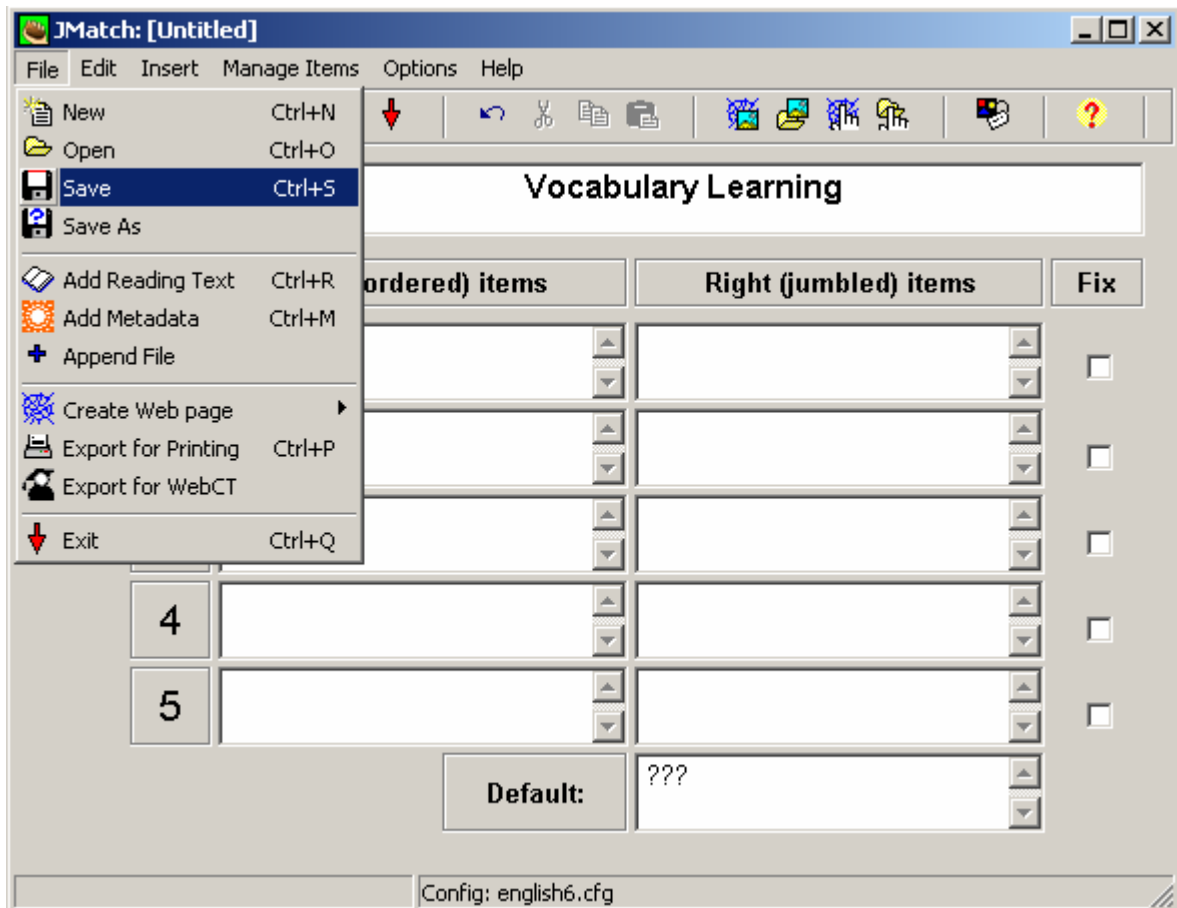 JMatch: [Untitled]
File Edit Insert Manage Items Options Help
New Ctrl+N
Open Ctrl+O
Save Ctrl+S
Save As
Add Reading Text Ctrl+R
Add Metadata Ctrl+M
Append File
Create Web page
Export for Printing Ctrl+P
Export for WebCT
Exit Ctrl+Q
Vocabulary Learning
ordered) items Right (jumbled) items Fix
4
5
Default: ???
Config: english6.cfg